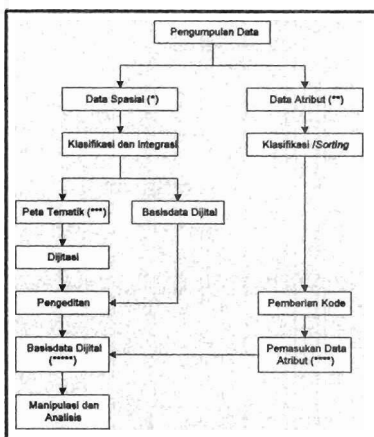 Pengumpulan Data
Data Spasial (*)
Data Atribut (**)
Klasifikasi dan Integrasi
Klasifikasi /Sorting
Peta Tematik (***)
Basisdata Dijital
Dijitasi
Pengeditan
Pemberian Kode
Basisdata Dijital
(*****)
Pemasukan Data
Atribut (****)
Manipulasi dan
Analisis